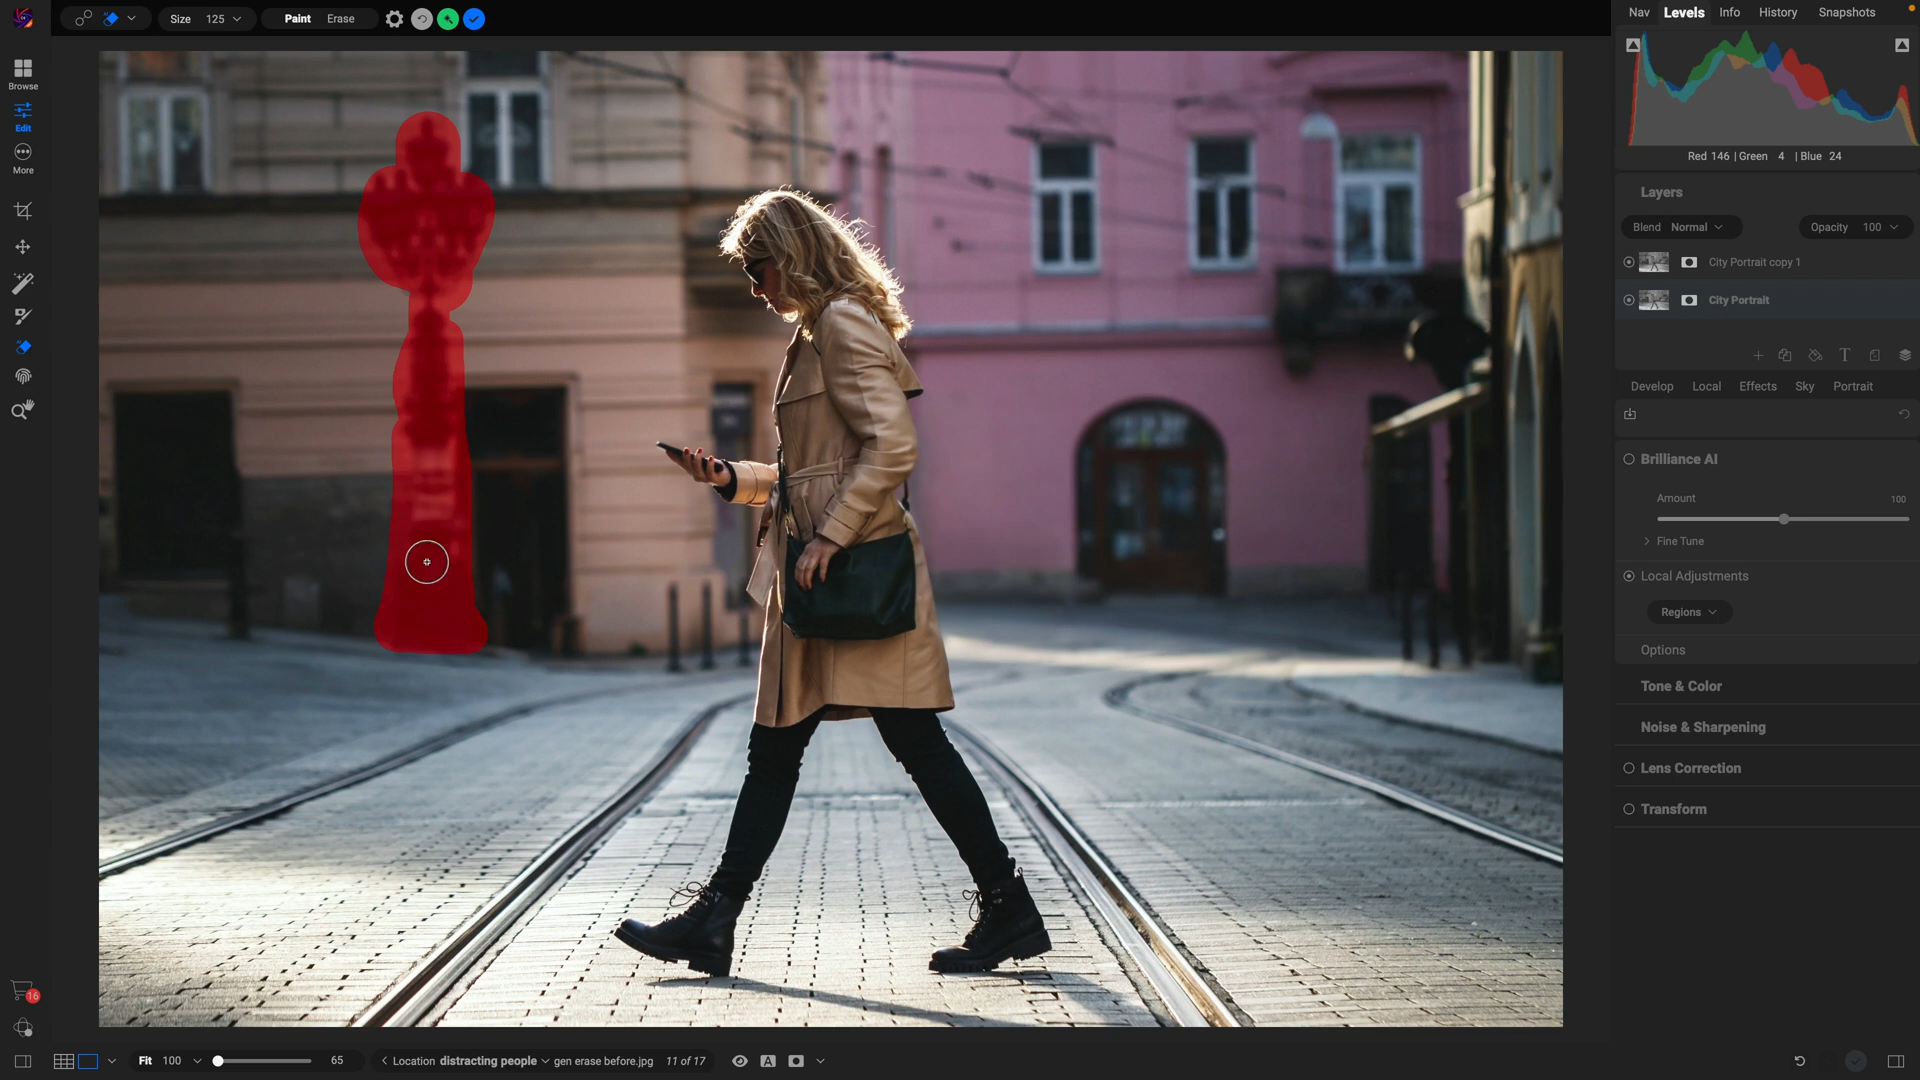 Size 125 Paint Erase
Nav Levels Info History Snapshots
Browse
Edit
More
Red 146 | Green 4 | Blue 24
Layers
Blend Normal Opacity 100
City Portrait copy 1
City Portrait
T
Develop Local Effects Sky Portrait
Brilliance AI
Amount 100
Fine Tune
Local Adjustments
Regions
Options
Tone & Color
Noise & Sharpening
Lens Correction
Transform
16
Fit 100 65 Location distracting people gen erase before.jpg 11 of 17 A